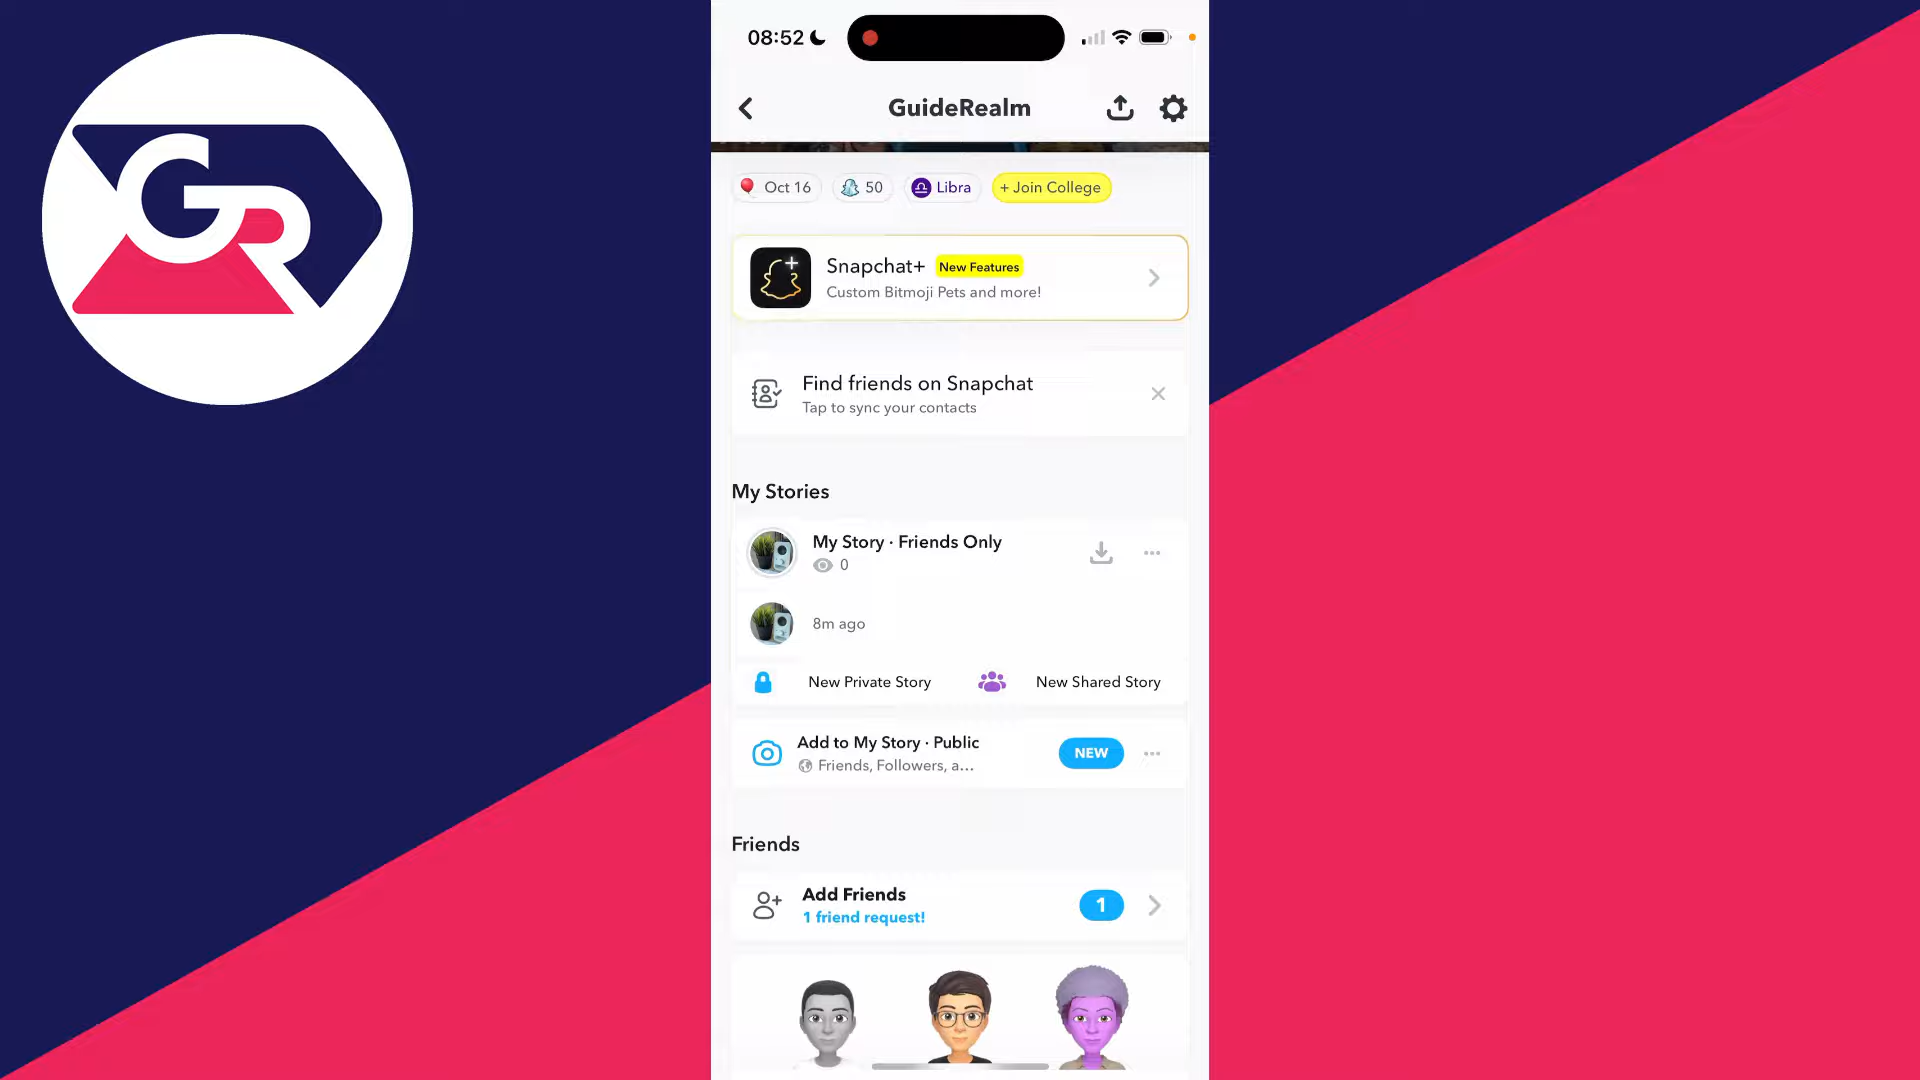 GR
08:52
GuideRealm
Oct 16
50
Libra
+ Join College
Snapchat+ New Features
Custom Bitmoji Pets and more!
Find friends on Snapchat
Tap to sync your contacts
My Stories
My Story · Friends Only
0
8m ago
New Private Story
New Shared Story
Add to My Story · Public
Friends, Followers, a...
NEW
Friends
Add Friends
1 friend request!
1